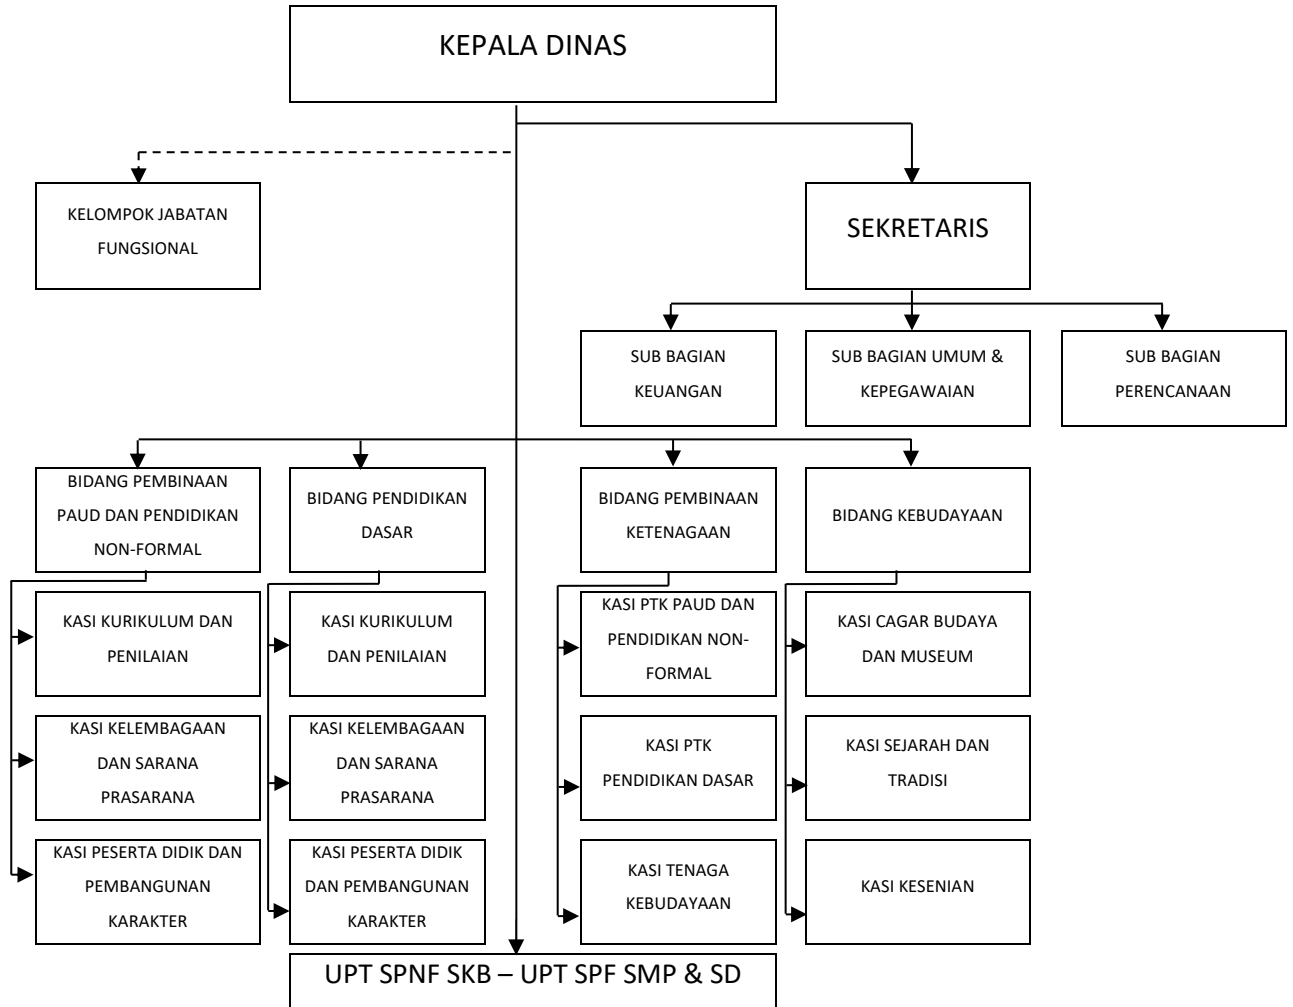 KEPALA DINAS
KELOMPOK JABATAN
FUNGSIONAL
SEKRETARIS
SUB BAGIAN
KEUANGAN
SUB BAGIAN UMUM &
KEPEGAWAIAN
SUB BAGIAN
PERENCANAAN
BIDANG PEMBINAAN
PAUD DAN PENDIDIKAN
NON-FORMAL
BIDANG PENDIDIKAN
DASAR
BIDANG PEMBINAAN
KETENAGAAN
BIDANG KEBUDAYAAN
KASI KURIKULUM DAN
PENILAIAN
KASI KURIKULUM
DAN PENILAIAN
KASI PTK PAUD DAN
PENDIDIKAN NON-
FORMAL
KASI CAGAR BUDAYA
DAN MUSEUM
KASI KELEMBAGAAN
DAN SARANA
PRASARANA
KASI KELEMBAGAAN
DAN SARANA
PRASARANA
KASI PTK
PENDIDIKAN DASAR
KASI SEJARAH DAN
TRADISI
KASI PESERTA DIDIK DAN
PEMBANGUNAN
KARAKTER
KASI PESERTA DIDIK
DAN PEMBANGUNAN
KARAKTER
KASI TENAGA
KEBUDAYAAN
KASI KESENIAN
UPT SPNF SKB – UPT SPF SMP & SD